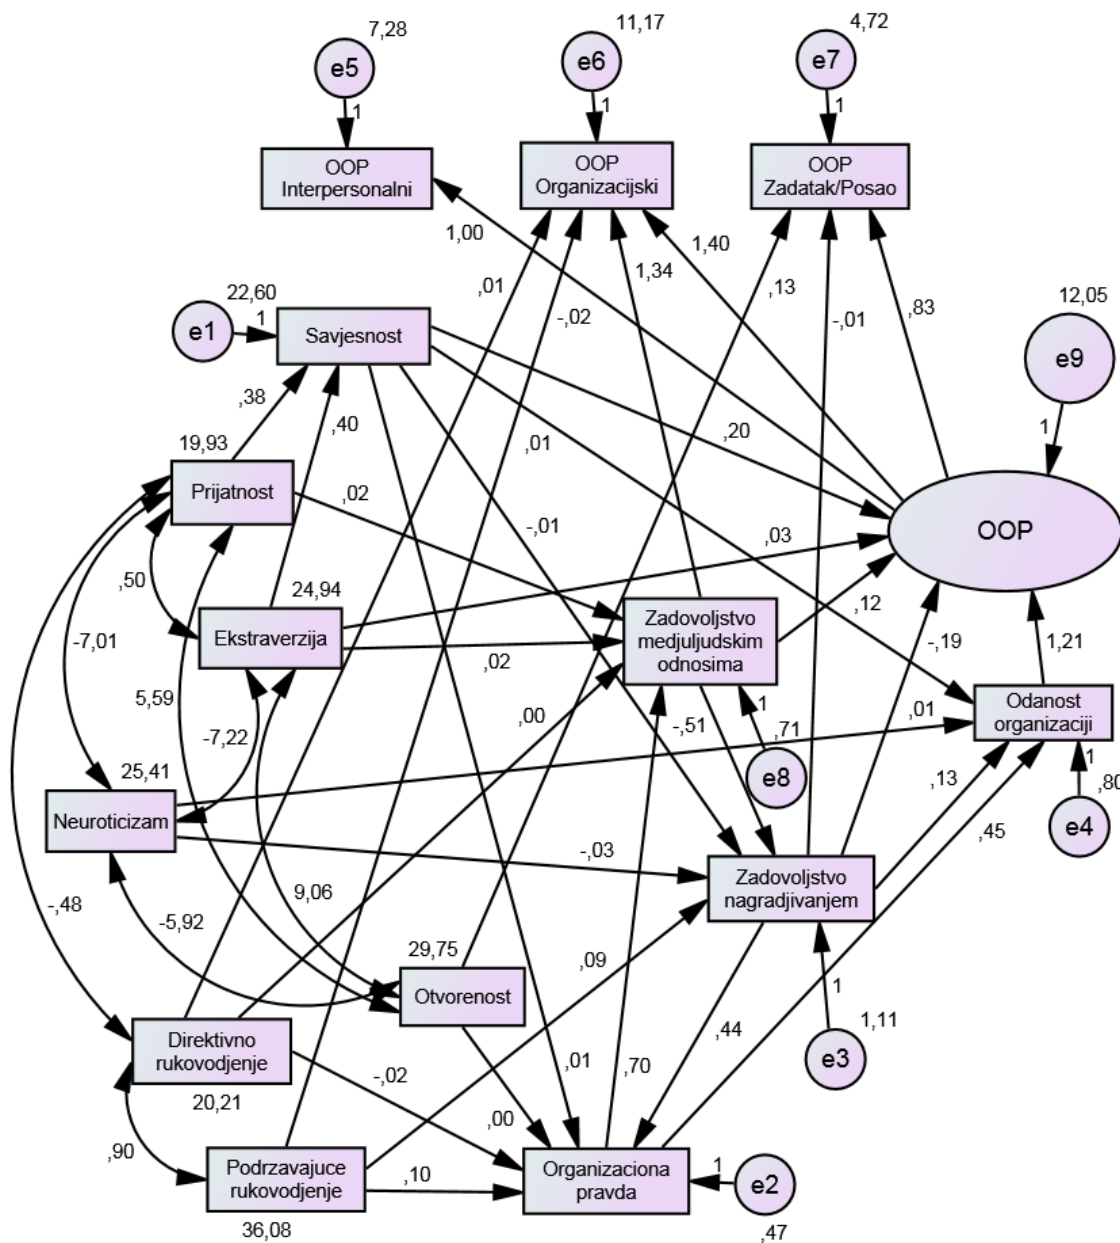 7,28
11,17
4,72
e5
e6
e7
1
1
1
OOP
Interpersonalni
OOP
Organizacijski
OOP
Zadatak/Posao
1,00
,01
-,02
1,34
1,40
,13
-,01
,83
12,05
e9
1
22,60
e1
1
Savjesnost
,38
,40
,01
,20
19,93
Prijatnost
,02
-,01
,03
OOP
,50
24,94
Ekstraverzija
-7,01
,02
Zadovoljstvo
medjuljudskim
odnosima
,12
-,19
1,21
5,59
-7,22
,00
-,51
1
,71
,01
Odanost
organizaciji
25,41
Neuroticizam
e8
,13
1
,80
e4
,45
-,03
Zadovoljstvo
nagradjivanjem
-,48
-5,92
9,06
29,75
Otvorenost
,09
1
1,11
e3
Direktivno
rukovodjenje
20,21
-,02
,00
,01
,70
,44
,90
Podrzavajuce
rukovodjenje
36,08
,10
Organizaciona
pravda
1
e2
,47